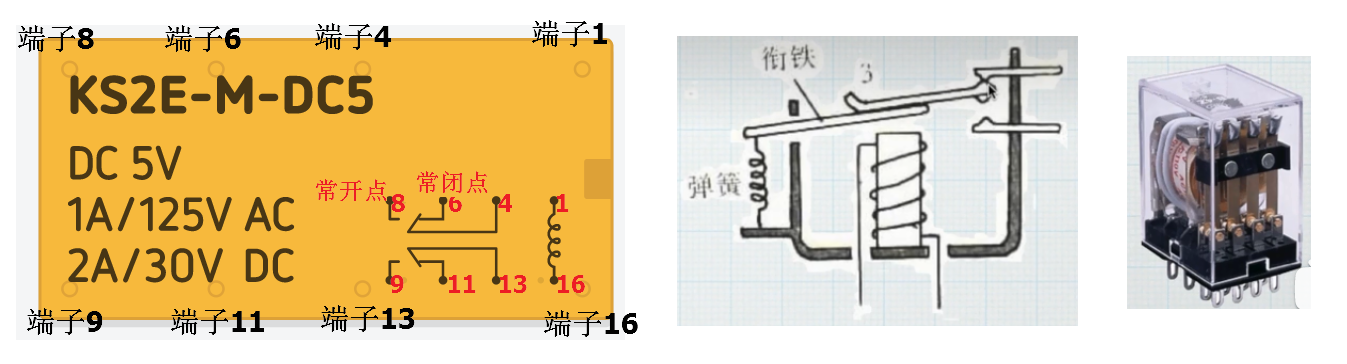 端子8 端子6 端子4 端子1
KS2E-M-DC5
DC 5V
1A/125V AC
2A/30V DC
常开点 常闭点
8 6 4 1
9 11 13 16
端子9 端子11 端子13 端子16
衔铁 3
弹簧